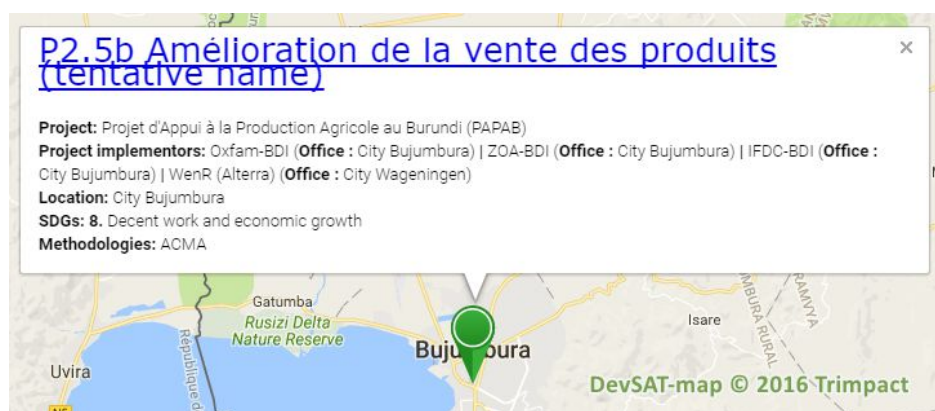 P2.5b Amélioration de la vente des produits
(tentative name)
×
Project: Projet d'Appui à la Production Agricole au Burundi (PAPAB)
Project implementors: Oxfam-BDI (Office : City Bujumbura) | ZOA-BDI (Office : City Bujumbura) | IFDC-BDI (Office :
City Bujumbura) | WenR (Alterra) (Office : City Wageningen)
Location: City Bujumbura
SDGs: 8. Decent work and economic growth
Methodologies: ACMA
Gatumba
Rusizi Delta
Nature Reserve
Isare
Bujumbura
Uvira
DevSAT-map © 2016 Trimpact